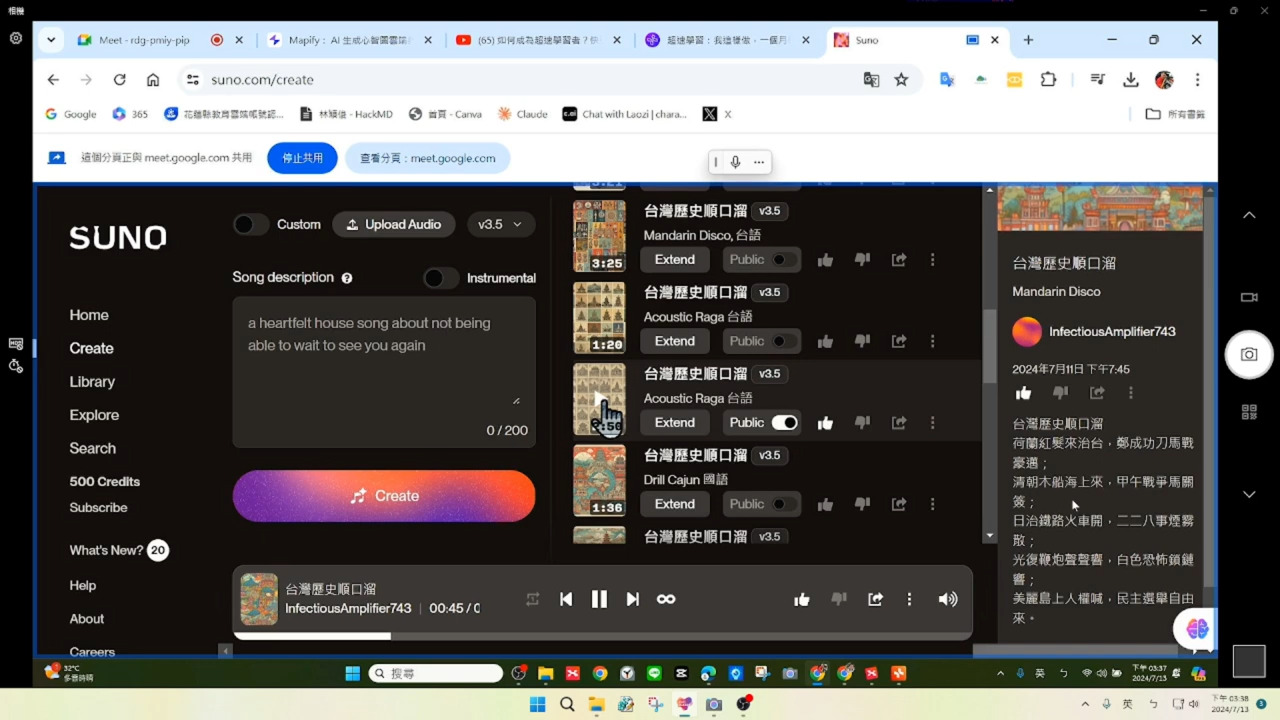 相機
Meet - rdg-pmiy-pip
Mapify: AI 生成心智圖雲端
(65) 如何成為超速學習者？快
超速學習：我這樣做，一個月
Suno
suno.com/create
Google
365
花蓮縣教育雲端帳號認...
林穎俊 - HackMD
首頁 - Canva
Claude
Chat with Laozi | chara...
X
所有書籤
這個分頁正與 meet.google.com 共用
停止共用
查看分頁：meet.google.com
SUNO
Home
Create
Library
Explore
Search
500 Credits
Subscribe
What's New? 20
Help
About
Careers
Custom
Upload Audio
v3.5
Song description
Instrumental
a heartfelt house song about not being
able to wait to see you again
0 / 200
Create
3:21
台灣歷史順口溜 v3.5
Mandarin Disco, 台語
3:25
Extend
Public
台灣歷史順口溜 v3.5
Acoustic Raga 台語
1:20
Extend
Public
台灣歷史順口溜 v3.5
Acoustic Raga 台語
Extend
Public
台灣歷史順口溜 v3.5
Drill Cajun 國語
1:36
Extend
Public
台灣歷史順口溜 v3.5
台灣歷史順口溜
InfectiousAmplifier743
00:45 / 0
台灣歷史順口溜
Mandarin Disco
InfectiousAmplifier743
2024年7月11日 下午7:45
台灣歷史順口溜
荷蘭紅髮來治台，鄭成功刀馬戰
豪邁；
清朝木船海上來，甲午戰爭馬關
簽；
日治鐵路火車開，二二八事煙霧
散；
光復鞭炮聲聲響，白色恐怖鎖鏈
響；
美麗島上人權喊，民主選舉自由
來。
32°C
多雲時晴
搜尋
英
下午 03:37
2024/7/13
英
下午 03:38
2024/7/13